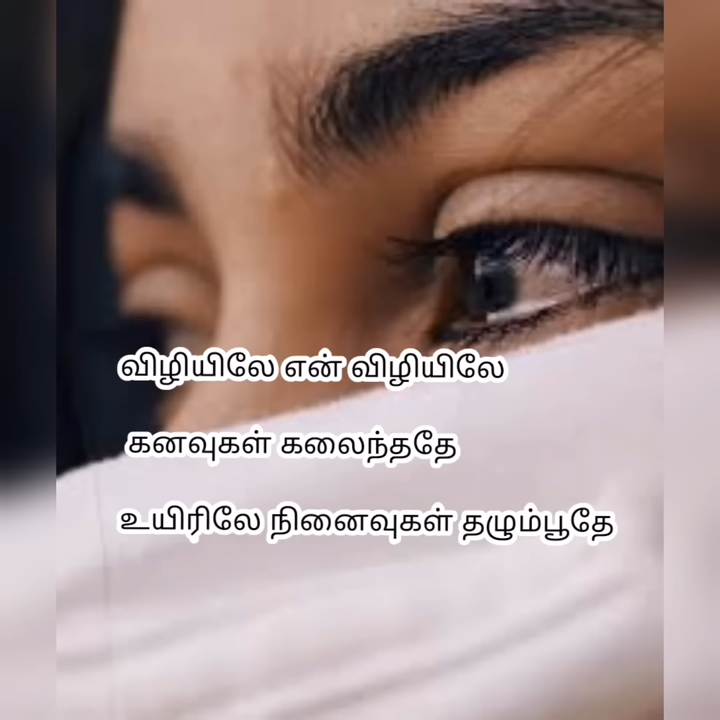 விழியிலே என் விழியிலே
கனவுகள் கலைந்ததே
உயிரிலே நினைவுகள் தழும்பூதே